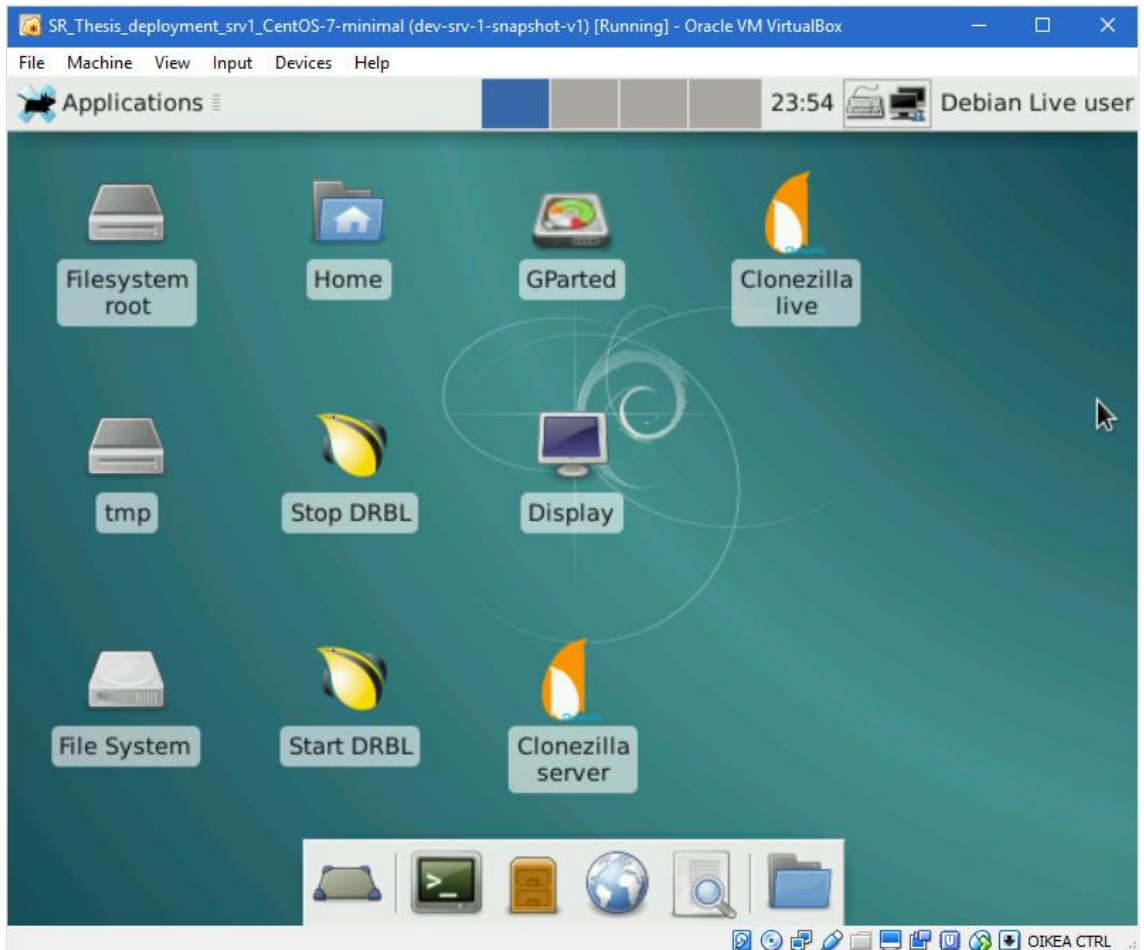 SR_Thesis_deployment_srv1_CentOS-7-minimal (dev-srv-1-snapshot-v1) [Running] - Oracle VM VirtualBox
File Machine View Input Devices Help
Applications 23:54 Debian Live user
Filesystem
root
Home
GParted
Clonezilla
live
tmp
Stop DRBL
Display
File System
Start DRBL
Clonezilla
server
>_
OIKEA CTRL